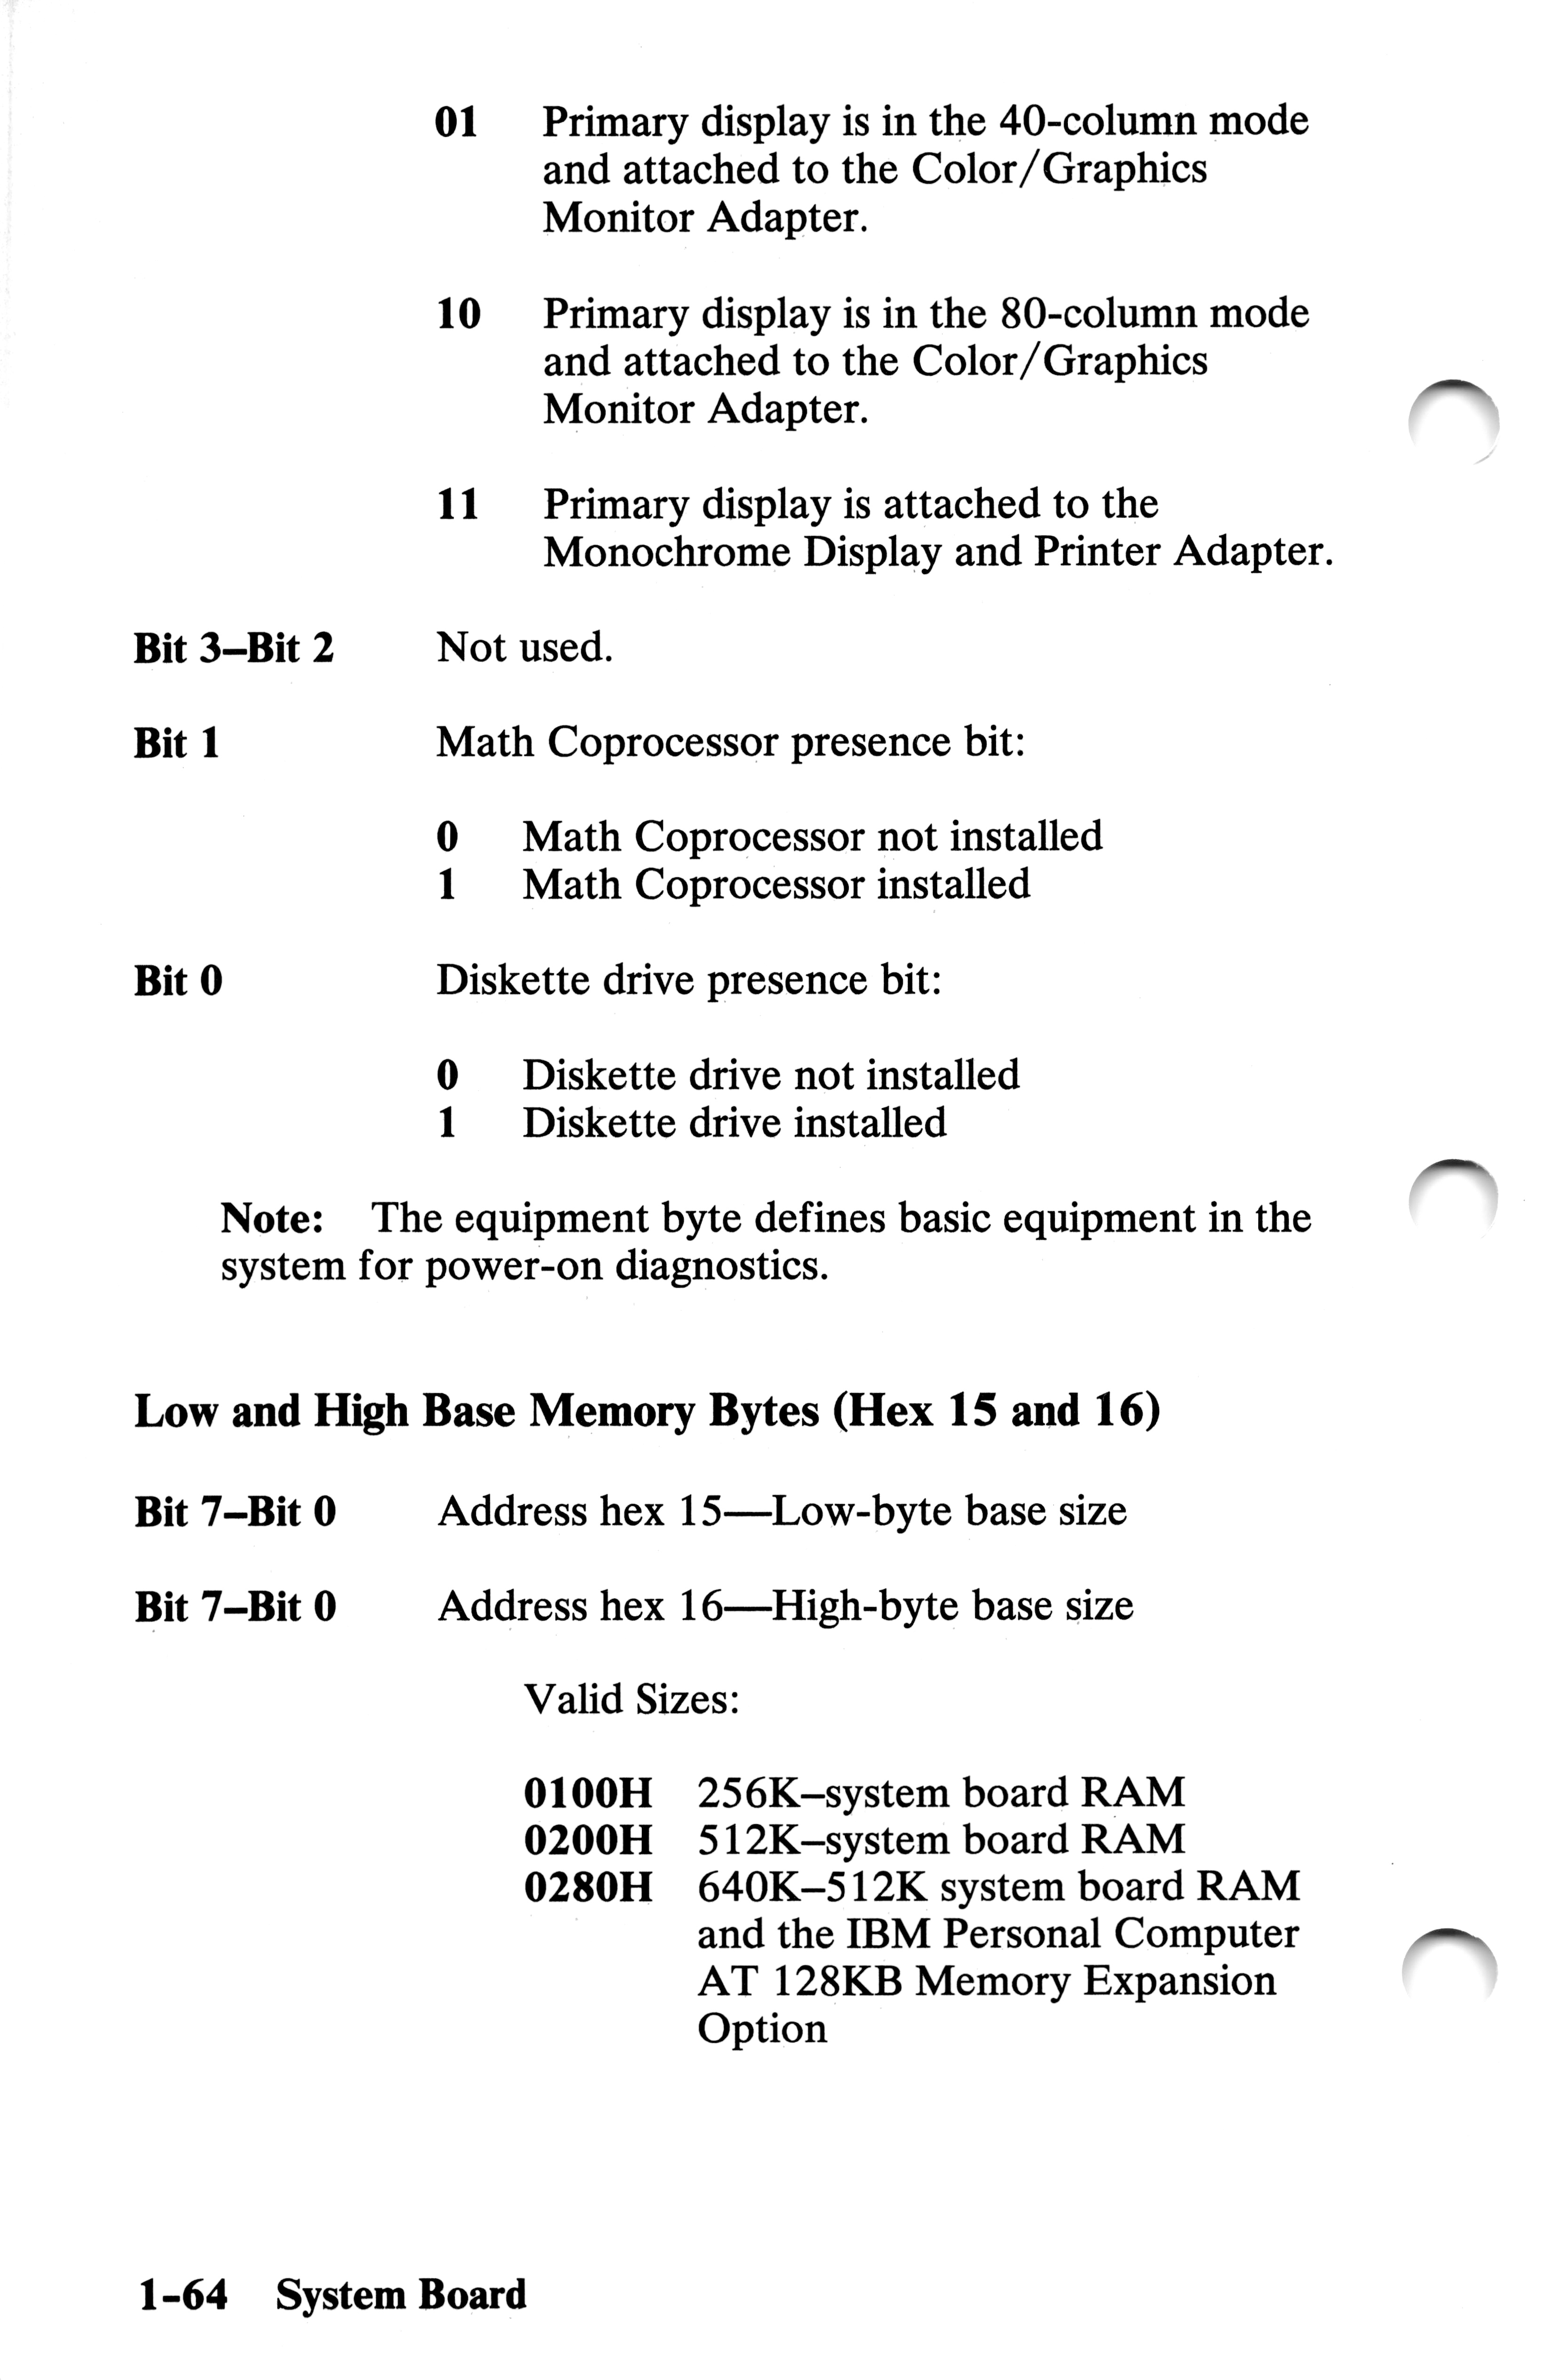 01 Primary display is in the 40-column mode
and attached to the Color/Graphics
Monitor Adapter.
10 Primary display is in the 80-column mode
and attached to the Color/Graphics
Monitor Adapter.
11 Primary display is attached to the
Monochrome Display and Printer Adapter.
Bit 3–Bit 2 Not used.
Bit 1 Math Coprocessor presence bit:
0 Math Coprocessor not installed
1 Math Coprocessor installed
Bit 0 Diskette drive presence bit:
0 Diskette drive not installed
1 Diskette drive installed
Note: The equipment byte defines basic equipment in the
system for power-on diagnostics.
Low and High Base Memory Bytes (Hex 15 and 16)
Bit 7–Bit 0 Address hex 15—Low-byte base size
Bit 7–Bit 0 Address hex 16—High-byte base size
Valid Sizes:
0100H 256K–system board RAM
0200H 512K–system board RAM
0280H 640K–512K system board RAM
and the IBM Personal Computer
AT 128KB Memory Expansion
Option
1-64 System Board